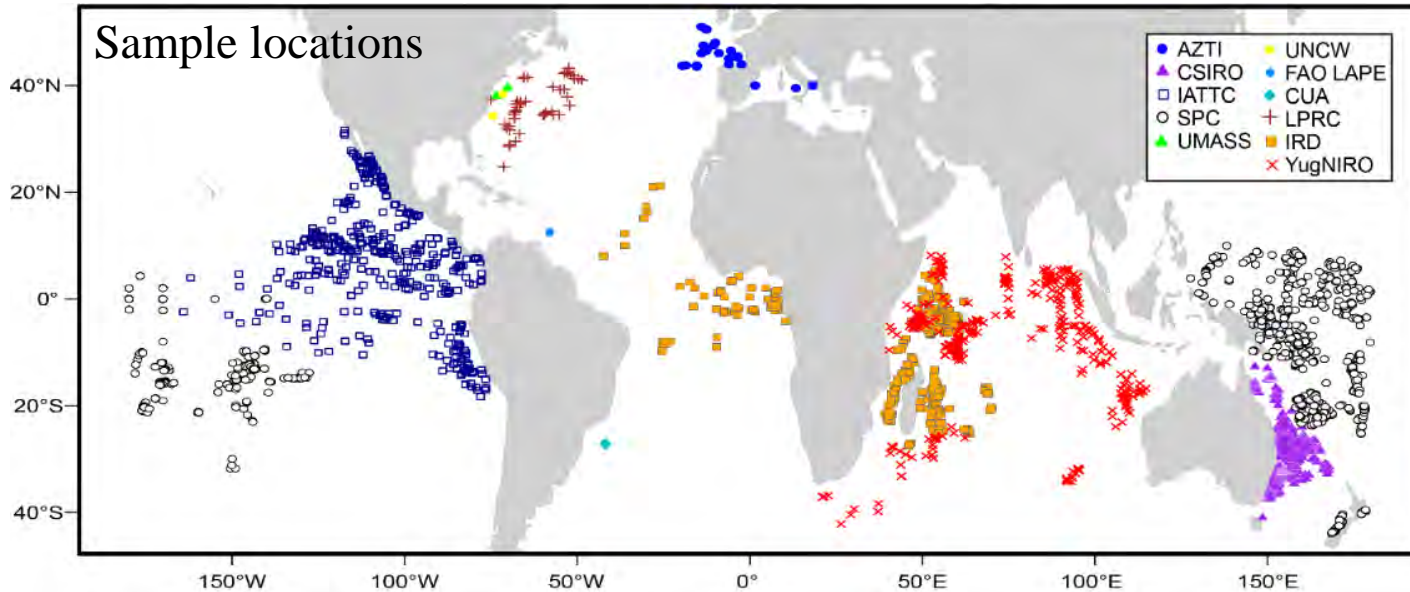 Sample locations
AZTI
CSIRO
IATTC
SPC
UMASS
UNCW
FAO LAPE
CUA
LPRC
IRD
YugNIRO
40°N
20°N
0°
20°S
40°S
150°W
100°W
50°W
0°
50°E
100°E
150°E